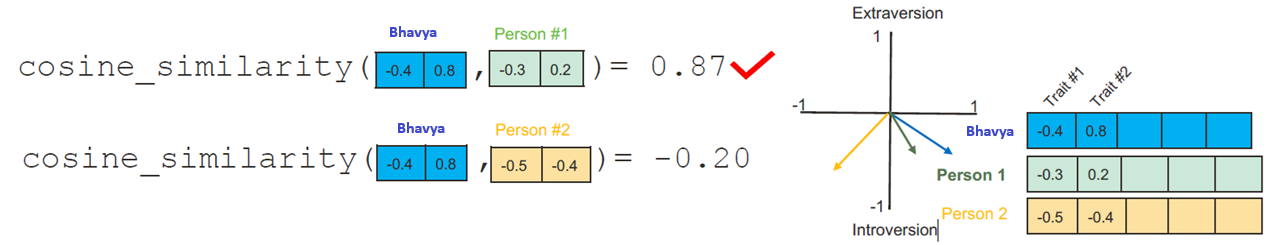 Bhavya Person #1
cosine_similarity( -0.4 0.8 , -0.3 0.2 )= 0.87
Bhavya Person #2
cosine_similarity( -0.4 0.8 , -0.5 -0.4 )= -0.20
Extraversion
1
-1 1
-1
Introversion
Trait #1 Trait #2
Bhavya -0.4 0.8
Person 1 -0.3 0.2
Person 2 -0.5 -0.4